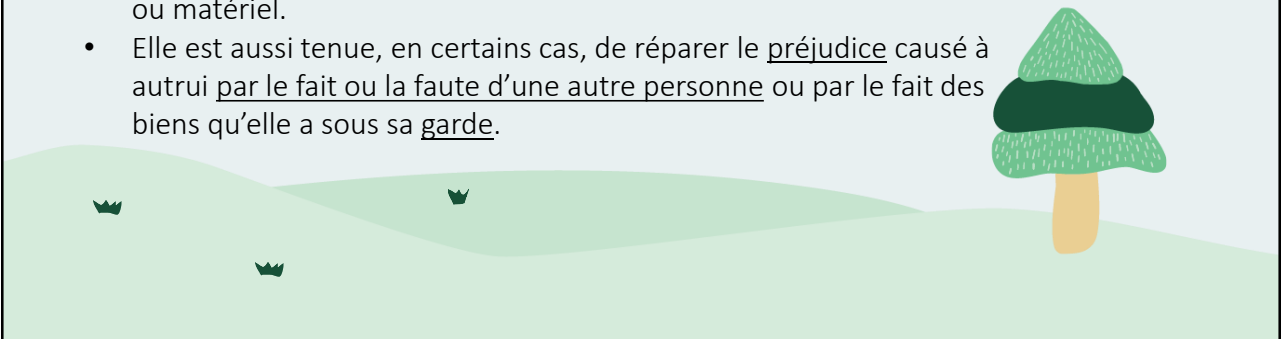 ou matériel.
• Elle est aussi tenue, en certains cas, de réparer le préjudice causé à
autrui par le fait ou la faute d’une autre personne ou par le fait des
biens qu’elle a sous sa garde.